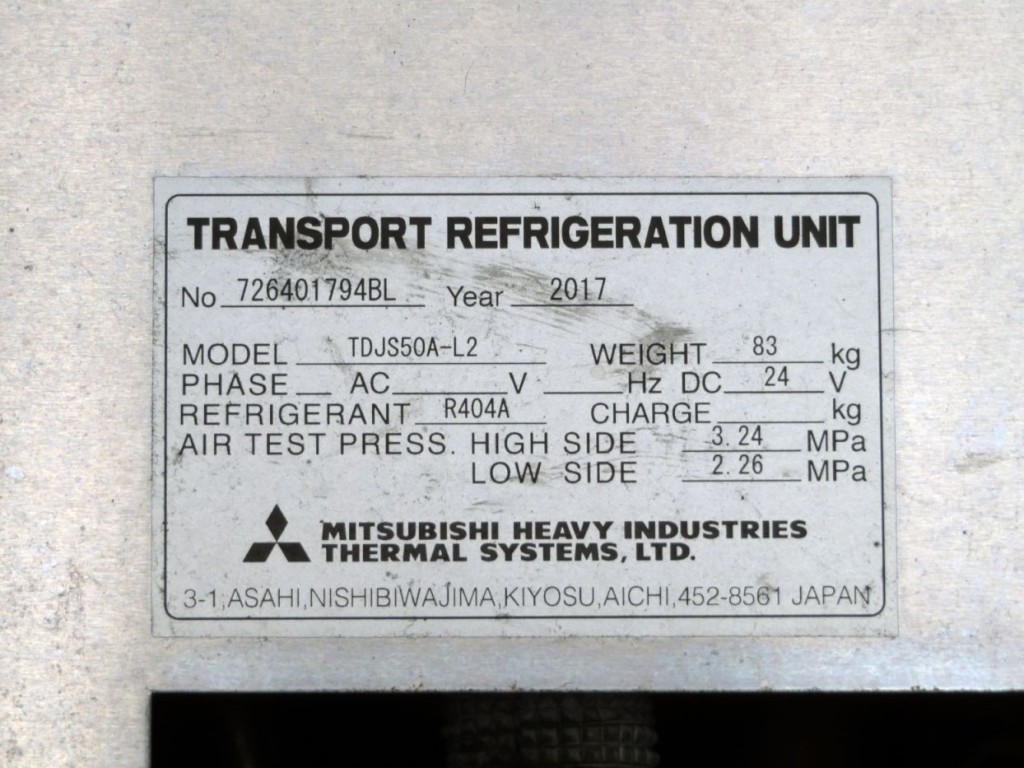 TRANSPORT REFRIGERATION UNIT
No 726401794BL Year 2017
MODEL TDJS50A-L2 WEIGHT 83 kg
PHASE AC V Hz DC 24 V
REFRIGERANT R404A CHARGE kg
AIR TEST PRESS. HIGH SIDE 3.24 MPa
LOW SIDE 2.26 MPa
MITSUBISHI HEAVY INDUSTRIES
THERMAL SYSTEMS, LTD.
3-1,ASAHI,NISHIBIWAJIMA,KIYOSU,AICHI,452-8561 JAPAN